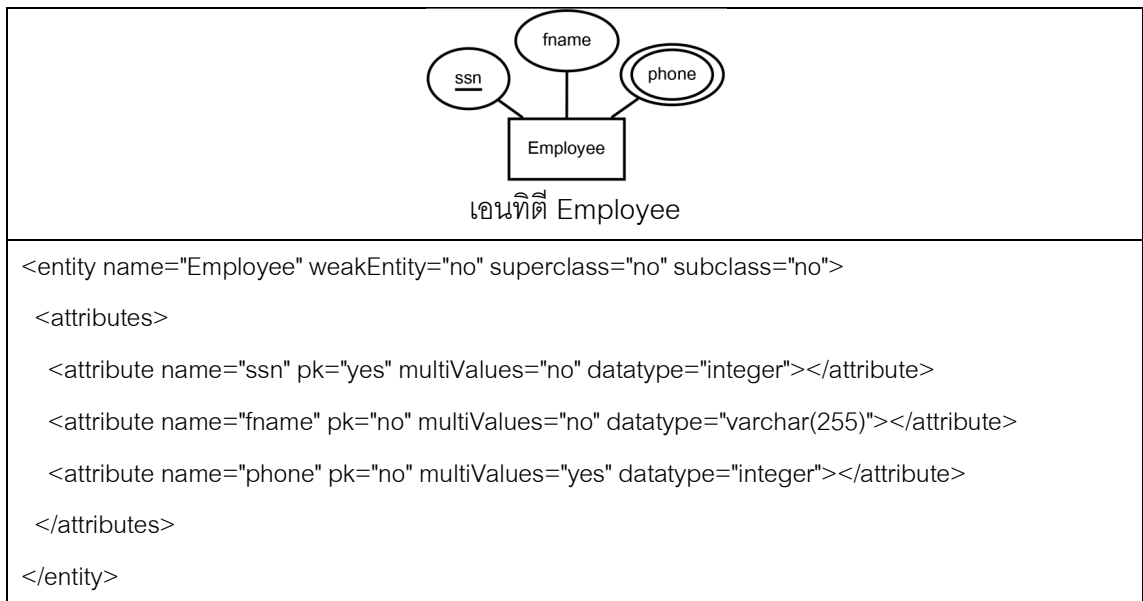 fname
ssn
phone
Employee
เอนทิตี Employee
<entity name="Employee" weakEntity="no" superclass="no" subclass="no">
<attributes>
<attribute name="ssn" pk="yes" multiValues="no" datatype="integer"></attribute>
<attribute name="fname" pk="no" multiValues="no" datatype="varchar(255)"></attribute>
<attribute name="phone" pk="no" multiValues="yes" datatype="integer"></attribute>
</attributes>
</entity>